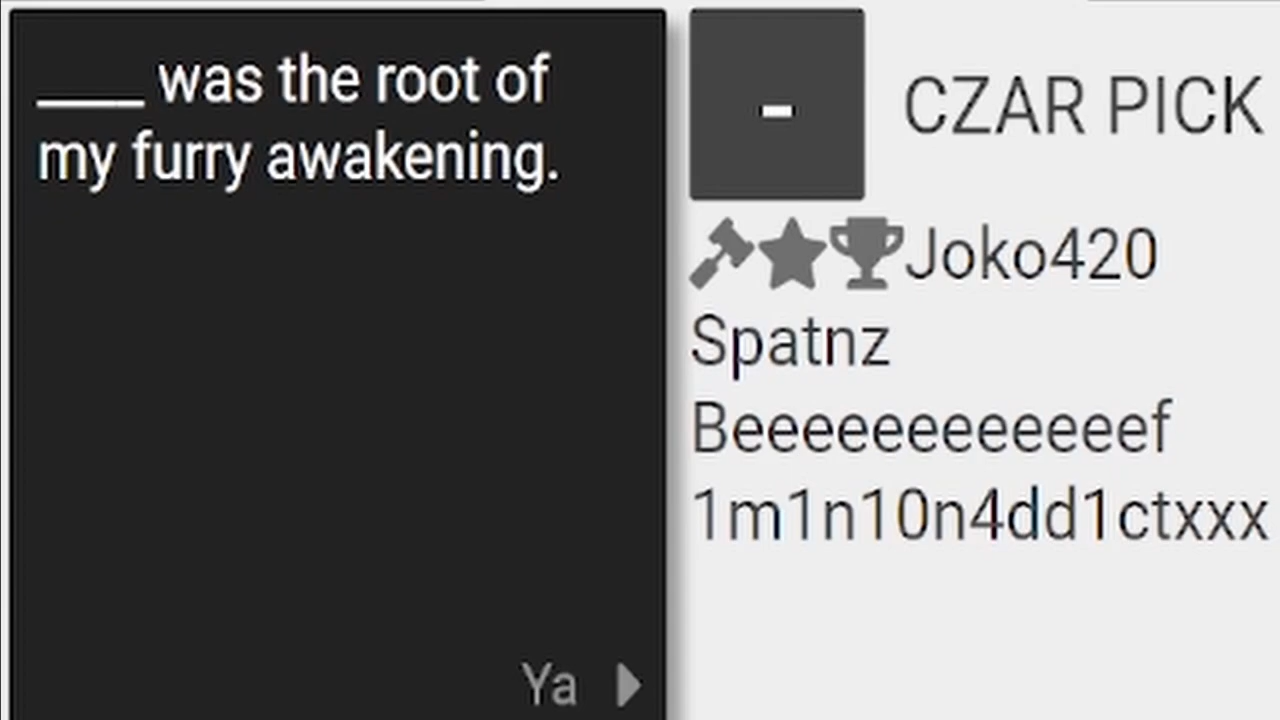 ____ was the root of
my furry awakening.
Ya
-
CZAR PICK
Joko420
Spatnz
Beeeeeeeeeeeef
1m1n10n4dd1ctxxx